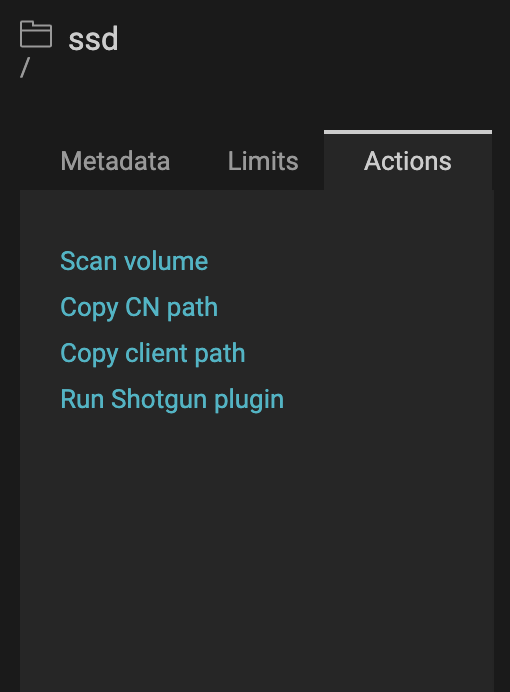 ssd
/
Metadata Limits Actions
Scan volume
Copy CN path
Copy client path
Run Shotgun plugin